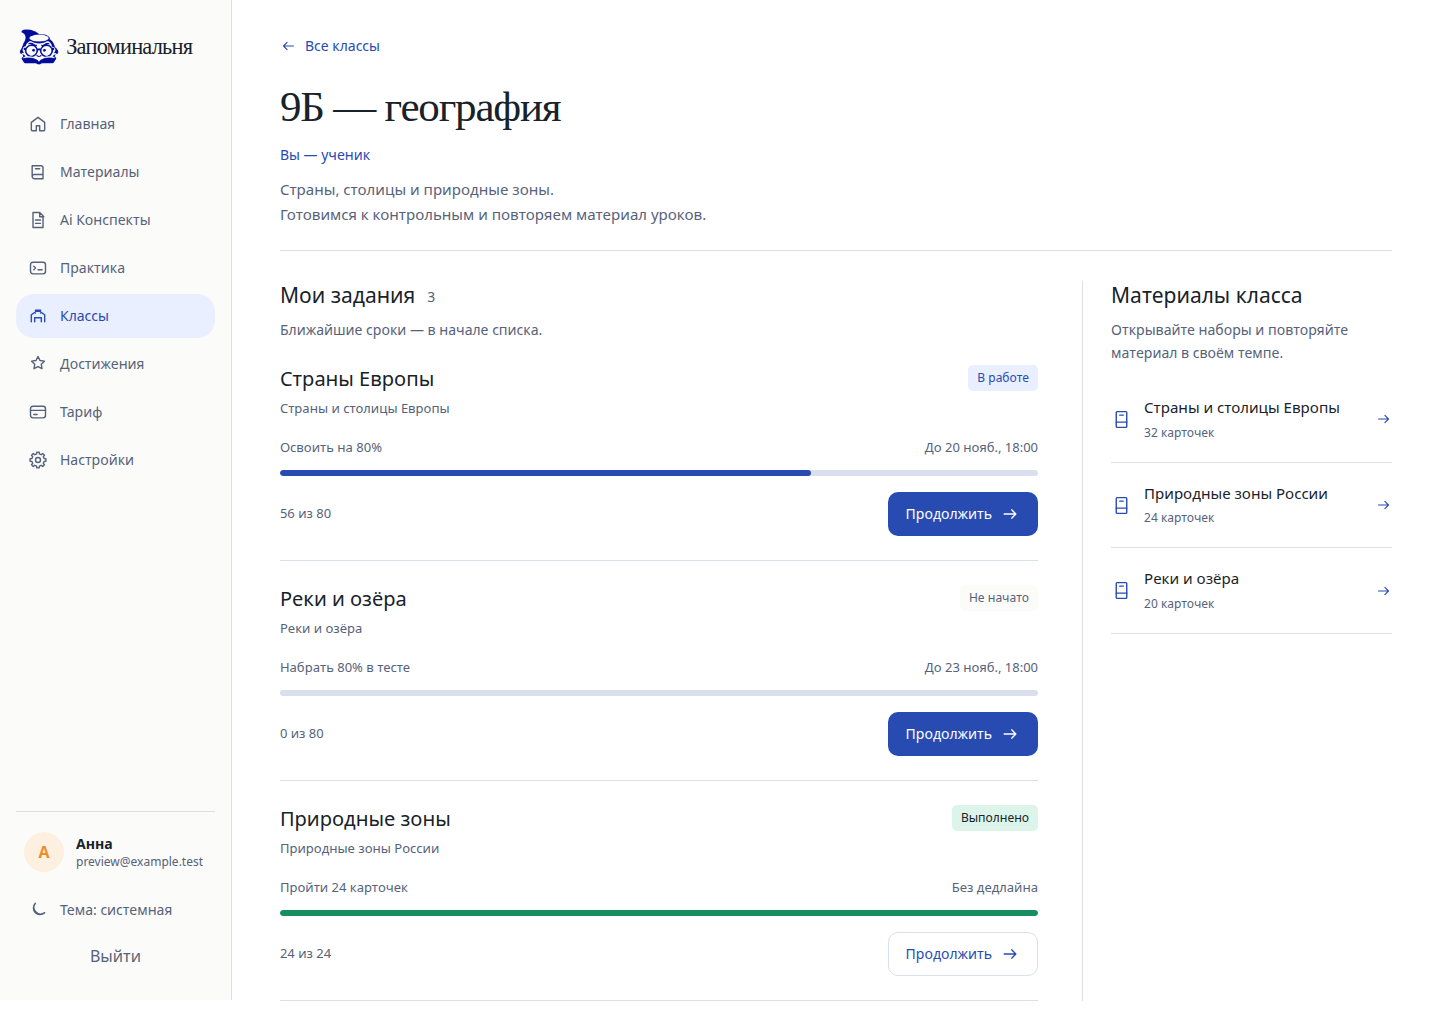 Запоминальня
Главная
Материалы
Ai Конспекты
Практика
Классы
Достижения
Тариф
Настройки
А
Анна
preview@example.test
Тема: системная
Выйти
Все классы
9Б — география
Вы — ученик
Страны, столицы и природные зоны.
Готовимся к контрольным и повторяем материал уроков.
Мои задания 3
Ближайшие сроки — в начале списка.
Страны Европы
В работе
Страны и столицы Европы
Освоить на 80%
До 20 нояб., 18:00
56 из 80
Продолжить
Реки и озёра
Не начато
Реки и озёра
Набрать 80% в тесте
До 23 нояб., 18:00
0 из 80
Продолжить
Природные зоны
Выполнено
Природные зоны России
Пройти 24 карточек
Без дедлайна
24 из 24
Продолжить
Материалы класса
Открывайте наборы и повторяйте
материал в своём темпе.
Страны и столицы Европы
32 карточек
Природные зоны России
24 карточек
Реки и озёра
20 карточек